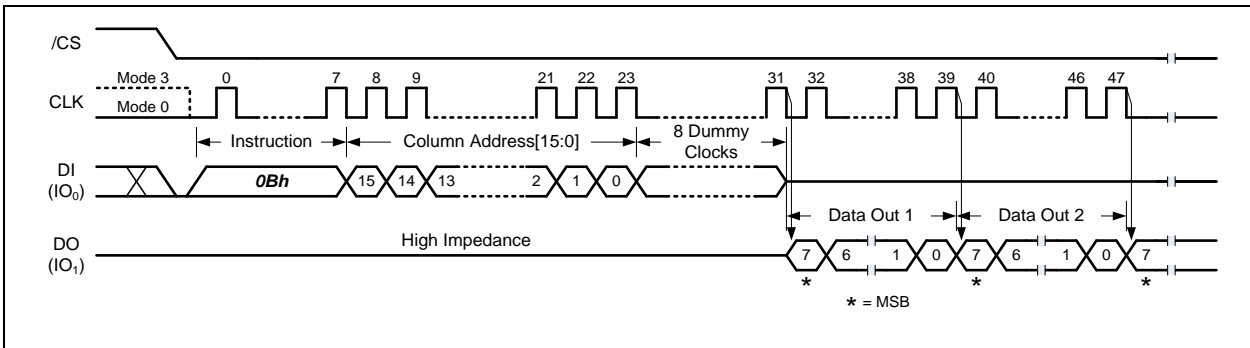 /CS
Mode 3
0 7 8 9 21 22 23 31 32 38 39 40 46 47
CLK
Mode 0
Instruction
Column Address[15:0]
8 Dummy
Clocks
DI
(IO0)
0Bh
15 14 13 2 1 0
Data Out 1
Data Out 2
High Impedance
DO
(IO1)
7 6 1 0 7 6 1 0 7
* * *
* = MSB